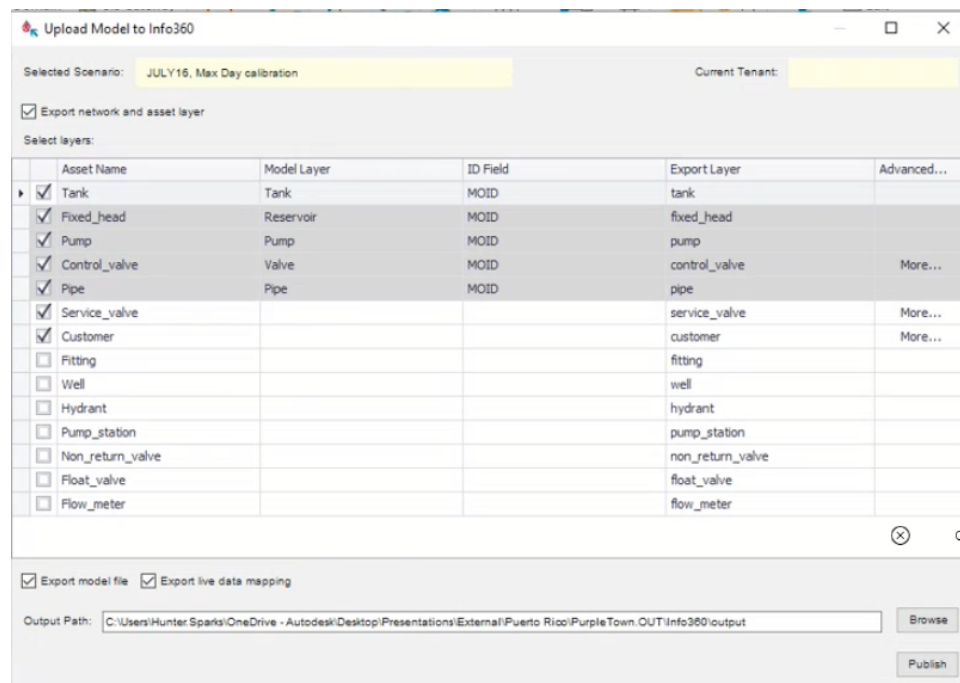 Upload Model to Info360
Selected Scenario: JULY16, Max Day calibration Current Tenant:
Export network and asset layer
Select layers:
Asset Name Model Layer ID Field Export Layer Advanced...
Tank Tank MOID tank
Fixed_head Reservoir MOID fixed_head
Pump Pump MOID pump
Control_valve Valve MOID control_valve More...
Pipe Pipe MOID pipe
Service_valve service_valve More...
Customer customer More...
Fitting fitting
Well well
Hydrant hydrant
Pump_station pump_station
Non_return_valve non_return_valve
Float_valve float_valve
Flow_meter flow_meter
Export model file Export live data mapping
Output Path: C:\Users\Hunter.Sparks\OneDrive - Autodesk\Desktop\Presentations\External\Puerto Rico\PurpleTown.OUT\Info360\output Browse
Publish